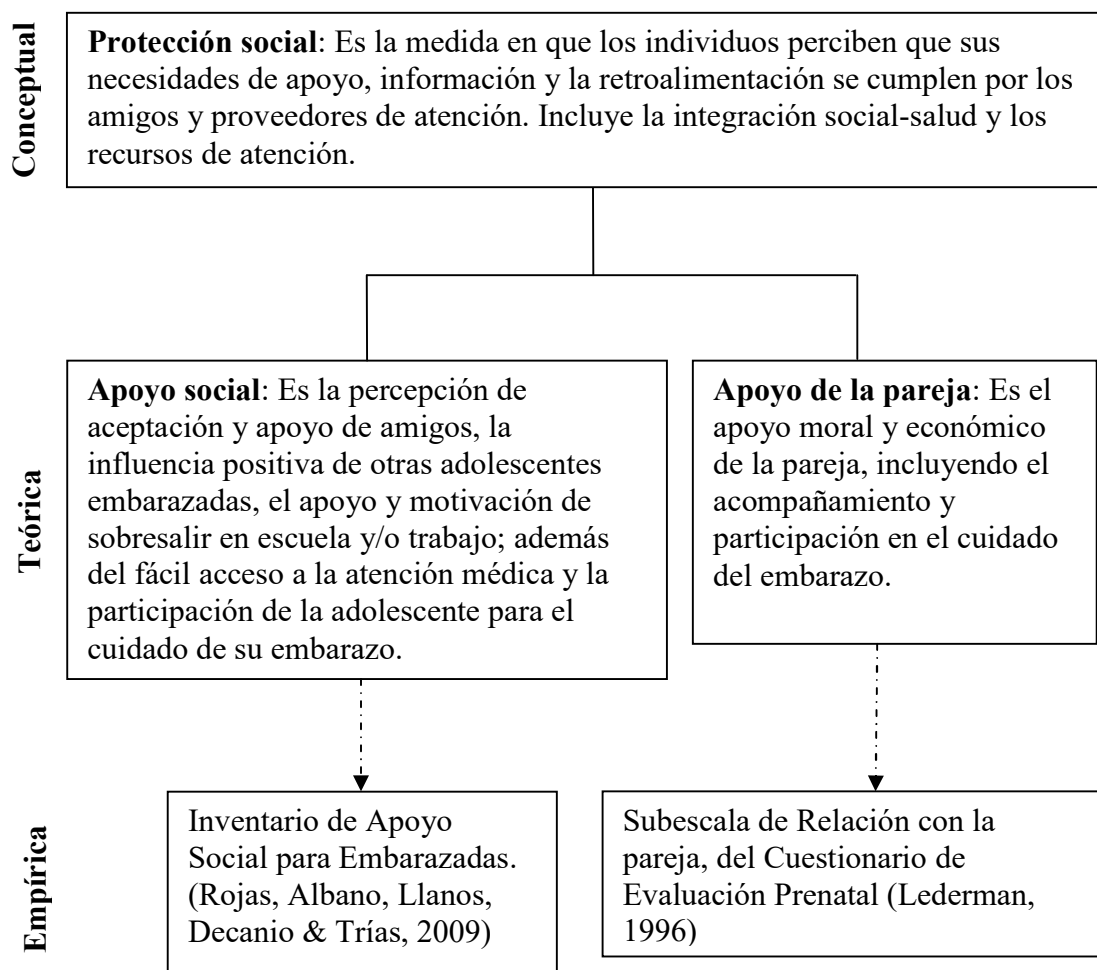 Conceptual
Protección social: Es la medida en que los individuos perciben que sus
necesidades de apoyo, información y la retroalimentación se cumplen por los
amigos y proveedores de atención. Incluye la integración social-salud y los
recursos de atención.
Teórica
Apoyo social: Es la percepción de
aceptación y apoyo de amigos, la
influencia positiva de otras adolescentes
embarazadas, el apoyo y motivación de
sobresalir en escuela y/o trabajo; además
del fácil acceso a la atención médica y la
participación de la adolescente para el
cuidado de su embarazo.
Apoyo de la pareja: Es el
apoyo moral y económico
de la pareja, incluyendo el
acompañamiento y
participación en el cuidado
del embarazo.
Empírica
Inventario de Apoyo
Social para Embarazadas.
(Rojas, Albano, Llanos,
Decanio & Trías, 2009)
Subescala de Relación con la
pareja, del Cuestionario de
Evaluación Prenatal (Lederman,
1996)